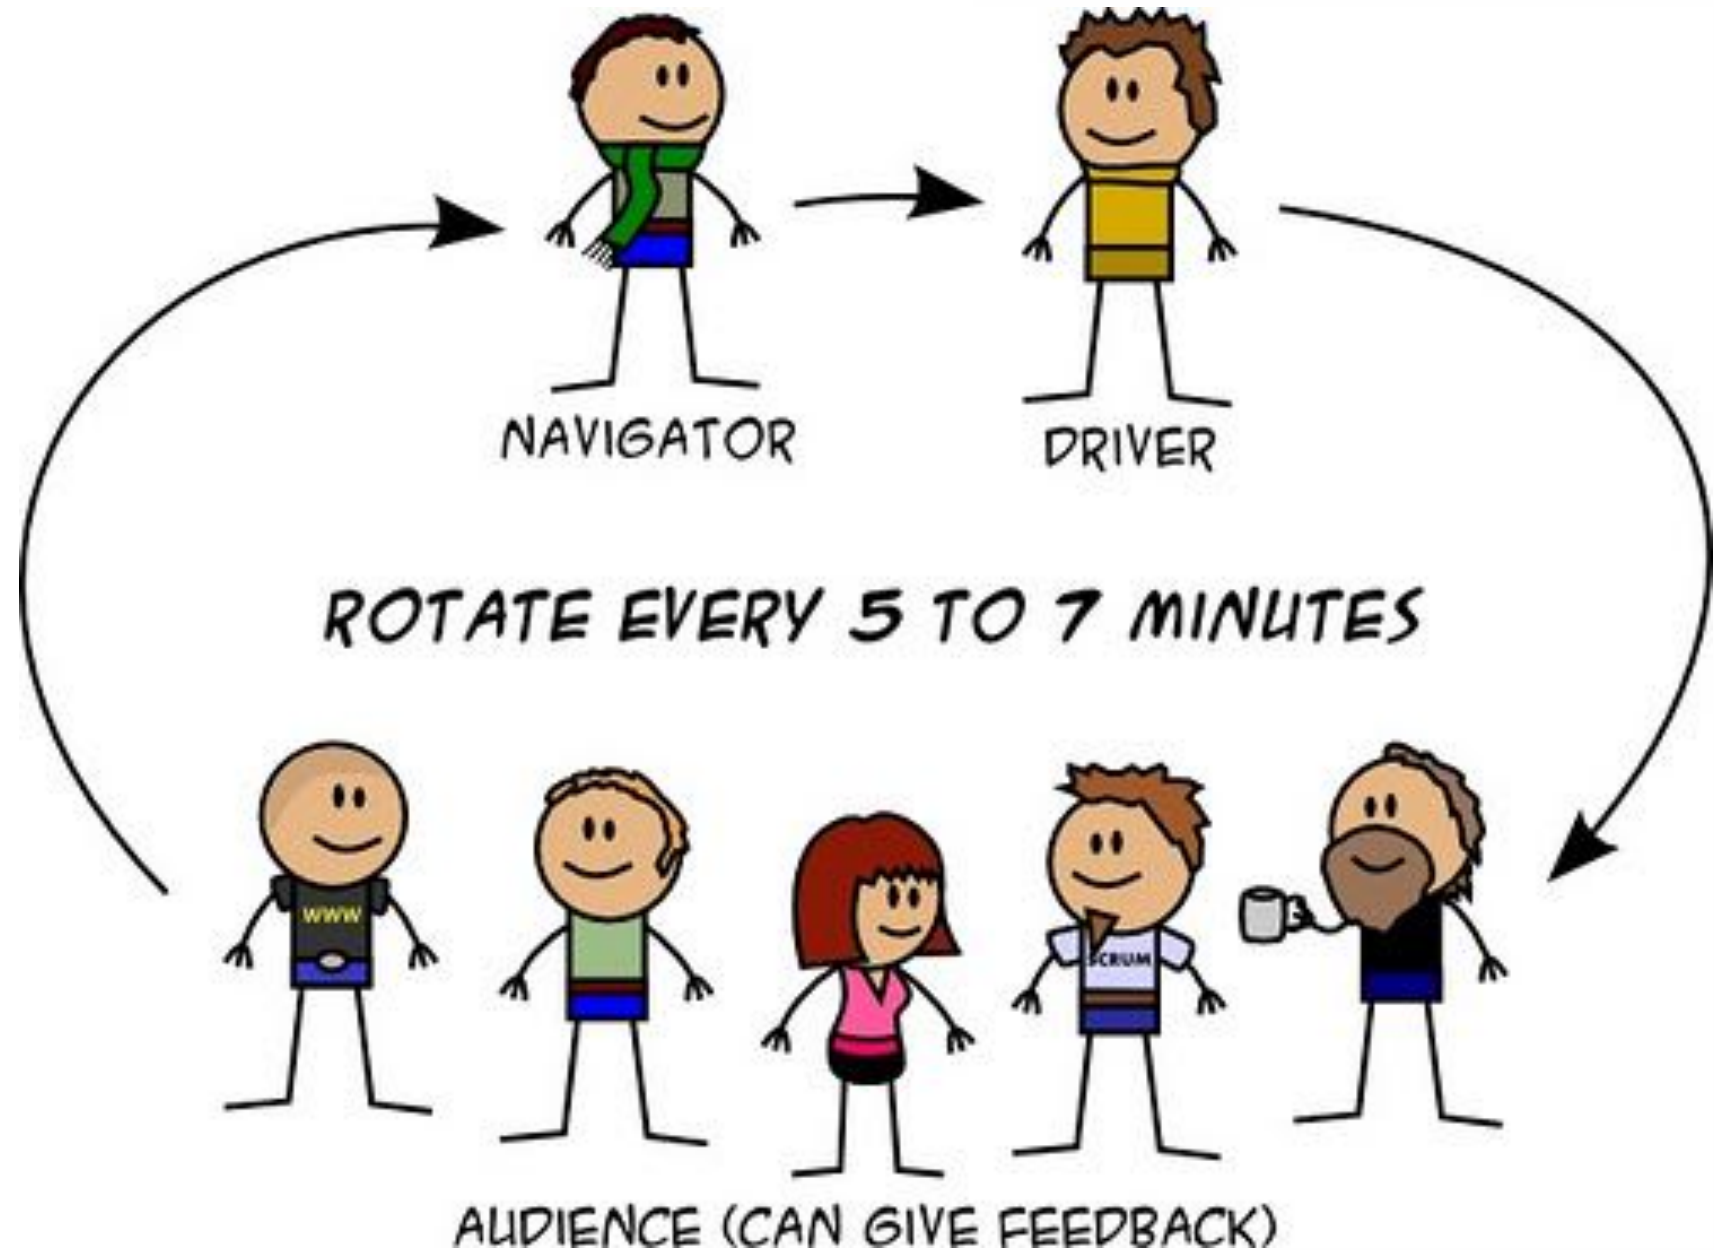 NAVIGATOR
DRIVER
ROTATE EVERY 5 TO 7 MINUTES
WWW
SCRUM
AUDIENCE (CAN GIVE FEEDBACK)